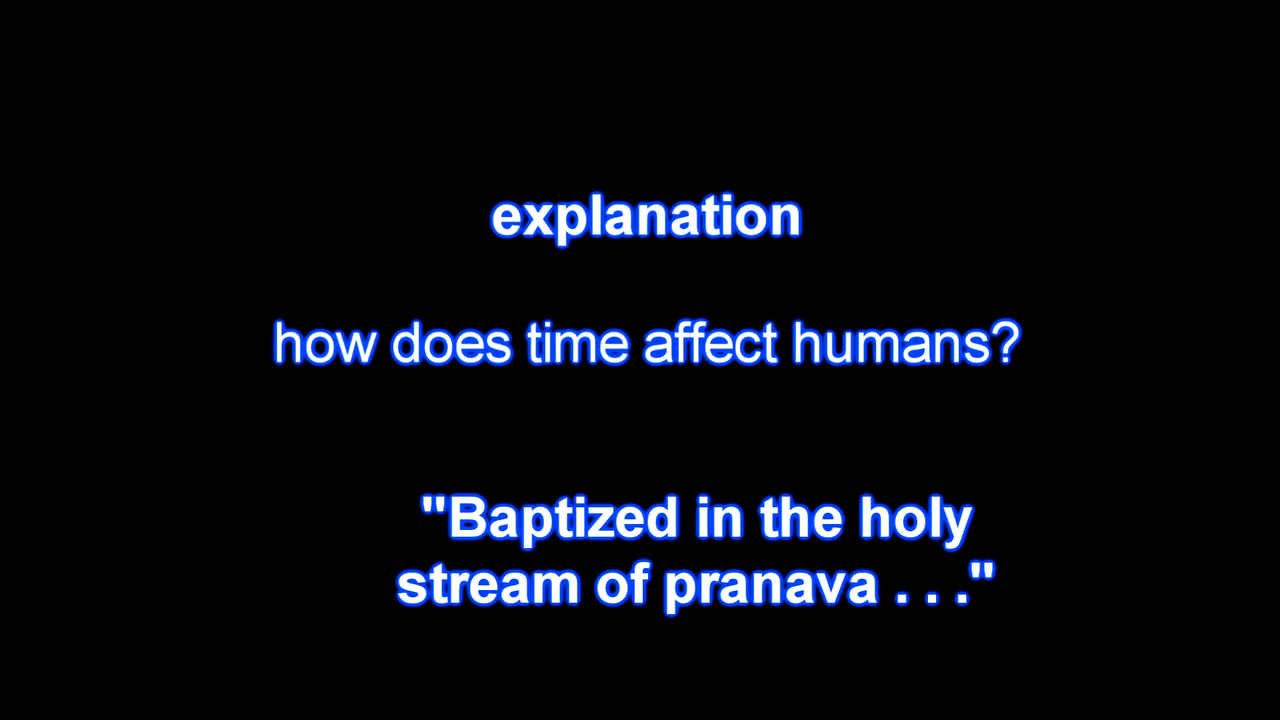 explanation
how does time affect humans?
"Baptized in the holy
stream of pranava . . ."